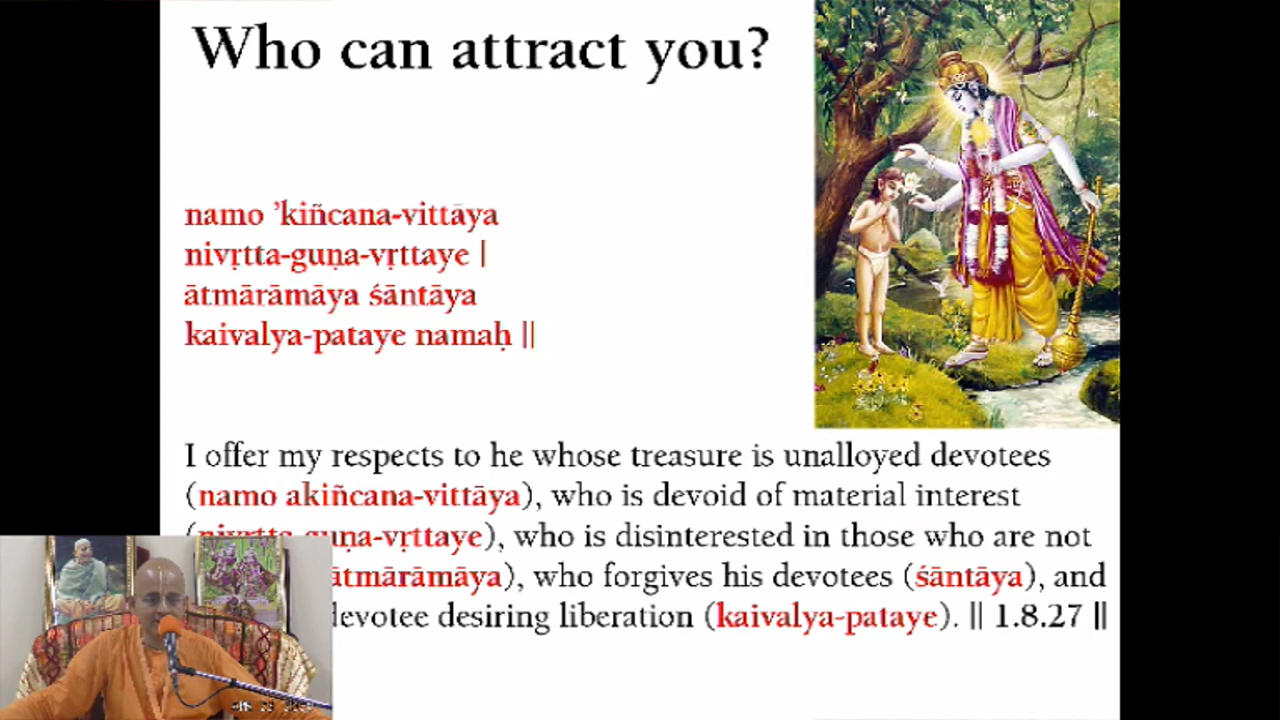 Who can attract you?
namo ’kiñcana-vittāya
nivṛtta-guṇa-vṛttaye |
ātmārāmāya śāntāya
kaivalya-pataye namaḥ ||
I offer my respects to he whose treasure is unalloyed devotees
(namo akiñcana-vittāya), who is devoid of material interest
(nivṛtta-guṇa-vṛttaye), who is disinterested in those who are not
ātmārāmāya), who forgives his devotees (śāntāya), and
devotee desiring liberation (kaivalya-pataye). || 1.8.27 ||